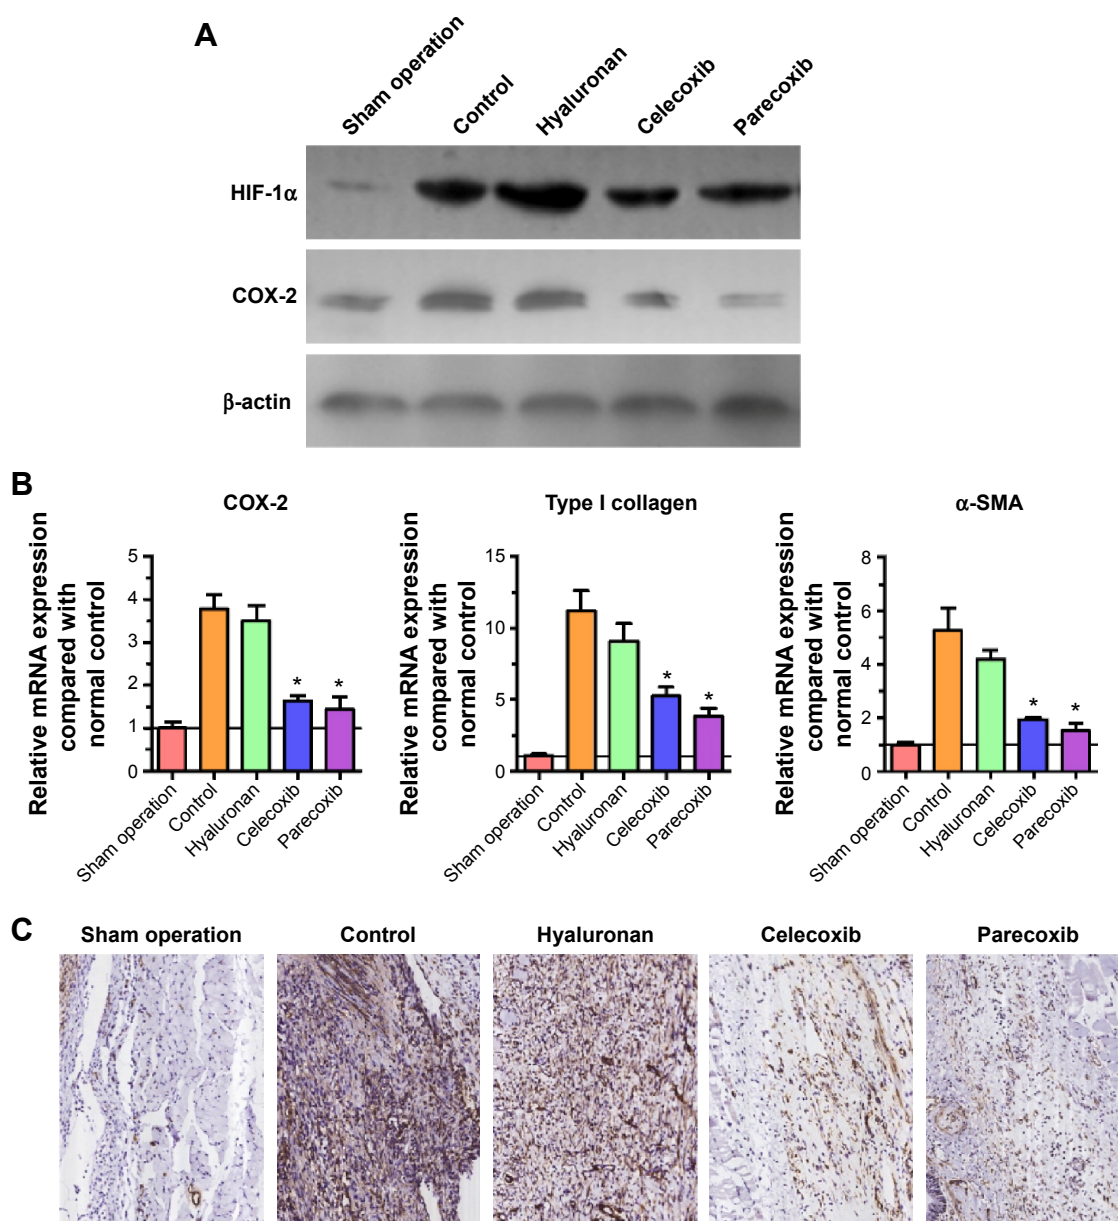 A
Sham operation
Control
Hyaluronan
Celecoxib
Parecoxib
HIF-1α
COX-2
β-actin
B
COX-2
Relative mRNA expression
compared with
normal control
5
4
3
2
1
0
Sham operation
Control
Hyaluronan
Celecoxib
Parecoxib
*
*
Type I collagen
Relative mRNA expression
compared with
normal control
15
10
5
0
Sham operation
Control
Hyaluronan
Celecoxib
Parecoxib
*
*
α-SMA
Relative mRNA expression
compared with
normal control
8
6
4
2
0
Sham operation
Control
Hyaluronan
Celecoxib
Parecoxib
*
*
C
Sham operation
Control
Hyaluronan
Celecoxib
Parecoxib